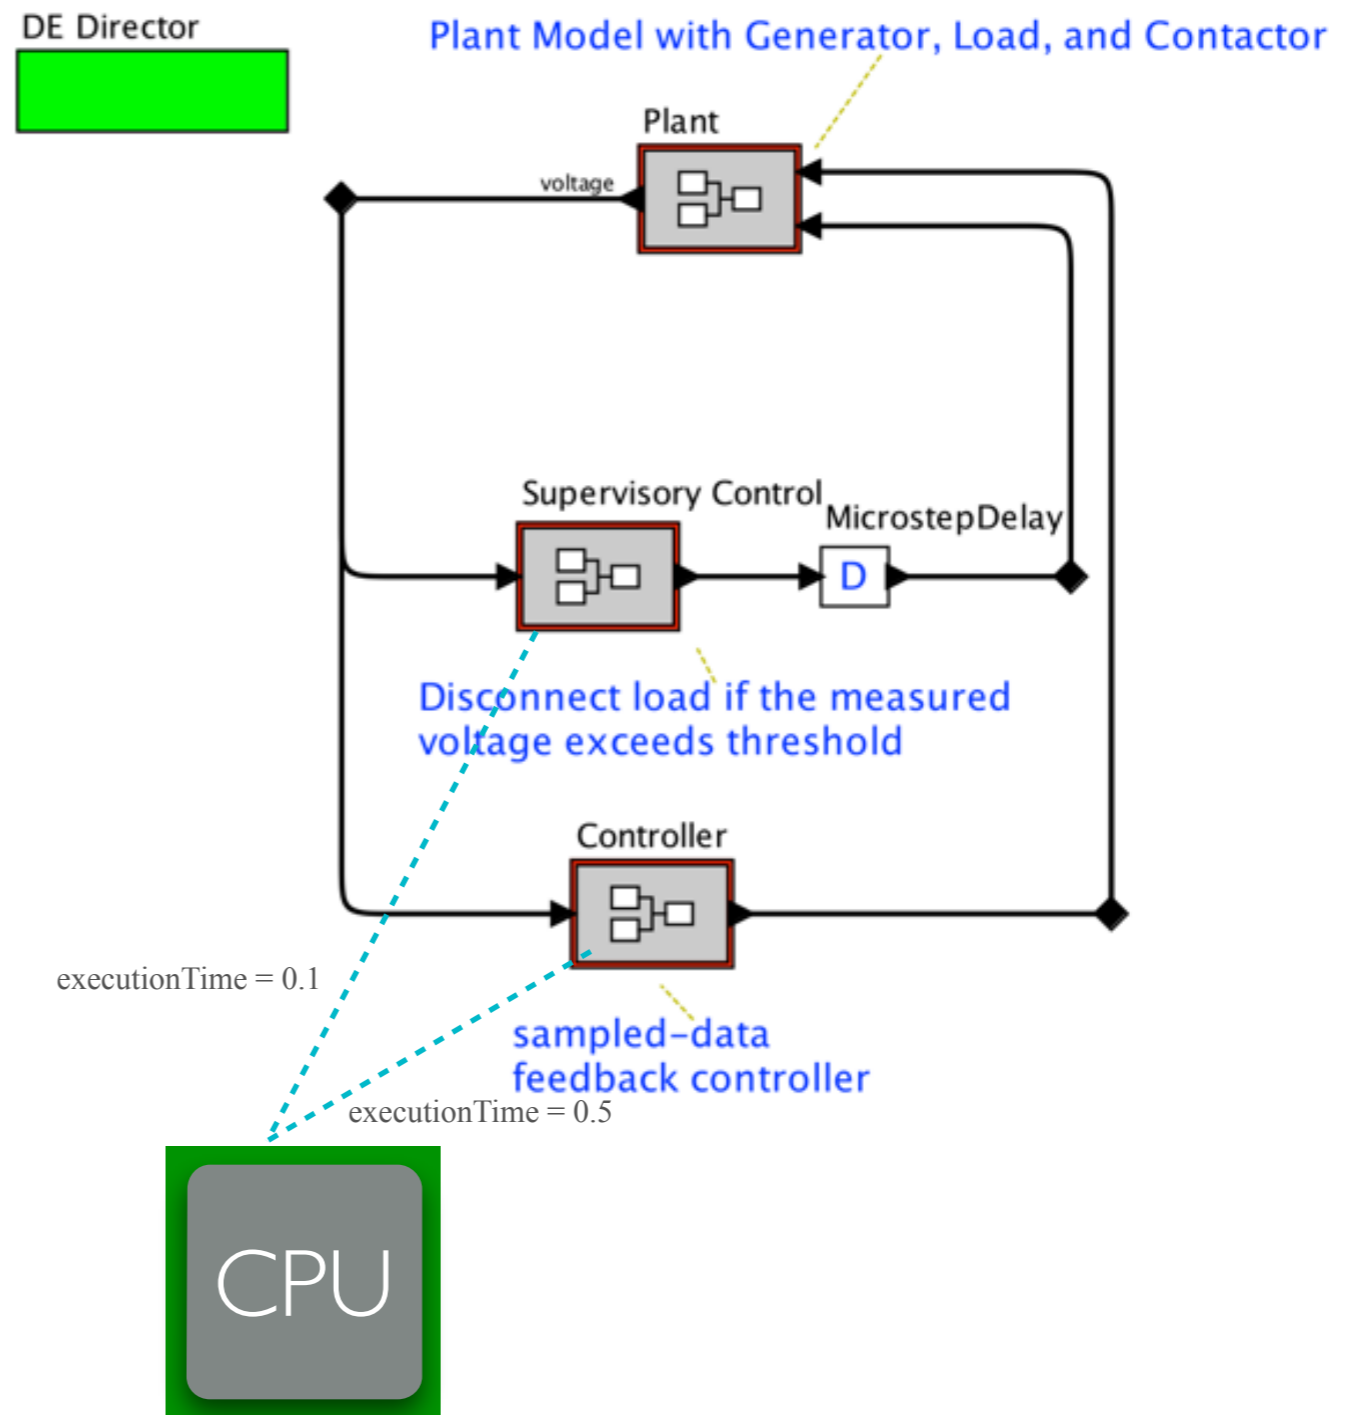 DE Director
Plant Model with Generator, Load, and Contactor
Plant
voltage
Supervisory Control
MicrostepDelay
D
Disconnect load if the measured
voltage exceeds threshold
Controller
executionTime = 0.1
sampled-data
feedback controller
executionTime = 0.5
CPU